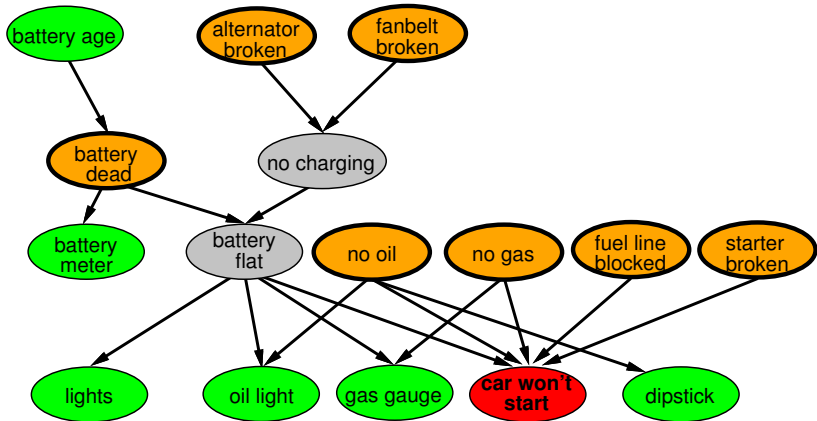 battery age
alternator
broken
fanbelt
broken
battery
dead
no charging
battery
meter
battery
flat
no oil
no gas
fuel line
blocked
starter
broken
lights
oil light
gas gauge
car won't
start
dipstick